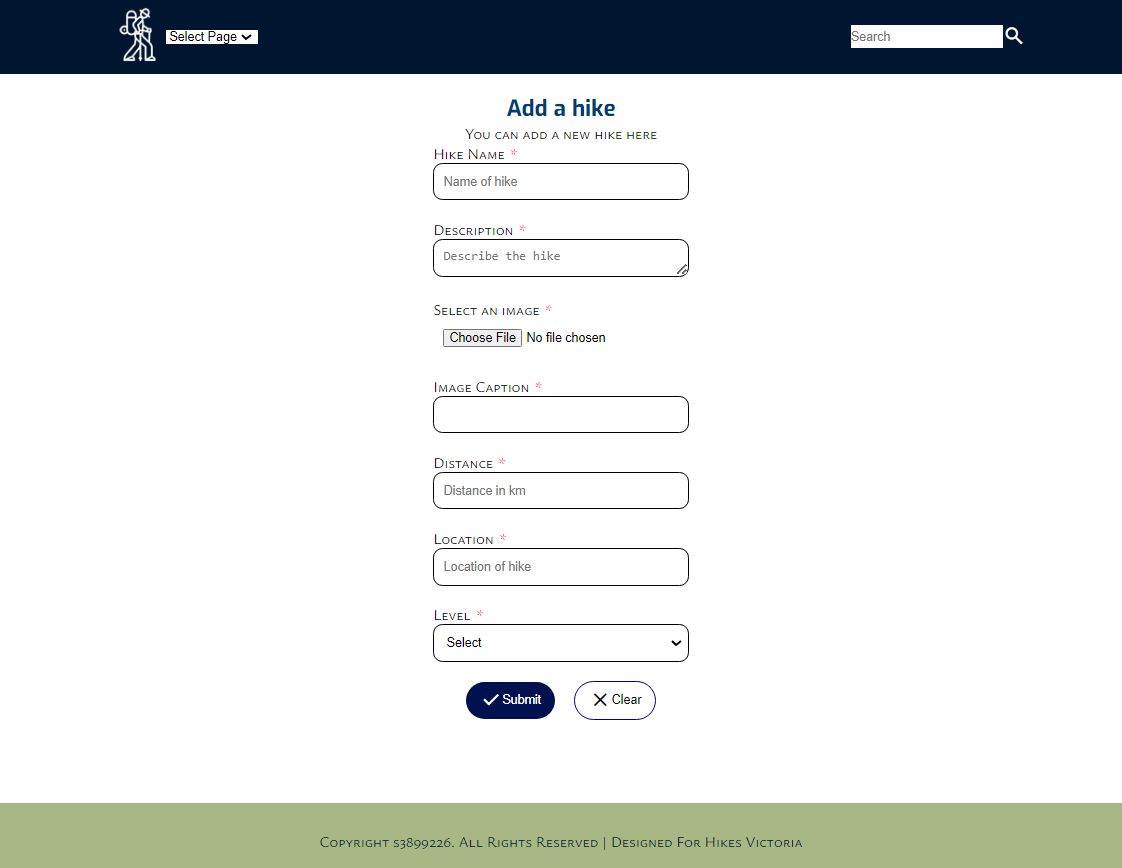 Select Page
Search
Add a hike
You can add a new hike here
Hike Name *
Name of hike
Description *
Describe the hike
Select an image *
Choose File No file chosen
Image Caption *
Distance *
Distance in km
Location *
Location of hike
Level *
Select
Submit
Clear
Copyright s3899226. All Rights Reserved | Designed For Hikes Victoria